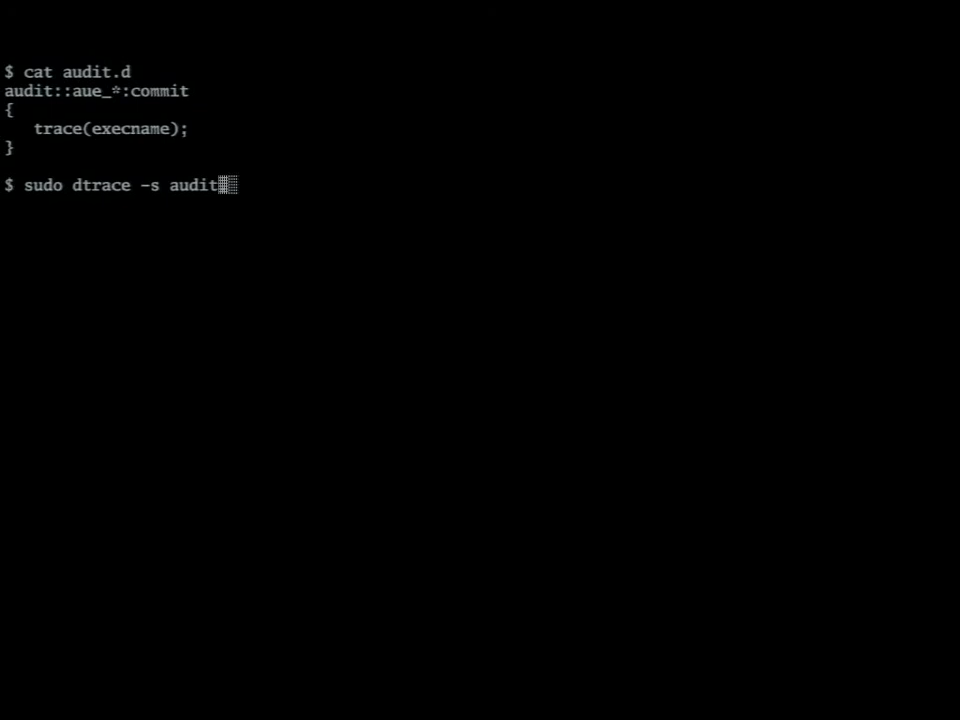 $ cat audit.d
audit::aue_*:commit
{
trace(execname);
}
$ sudo dtrace -s audit